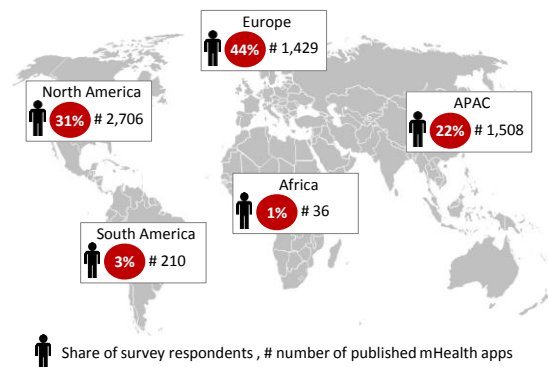 Europe
44% # 1,429
North America
31% # 2,706
APAC
22% # 1,508
Africa
1% # 36
South America
3% # 210
Share of survey respondents , # number of published mHealth apps